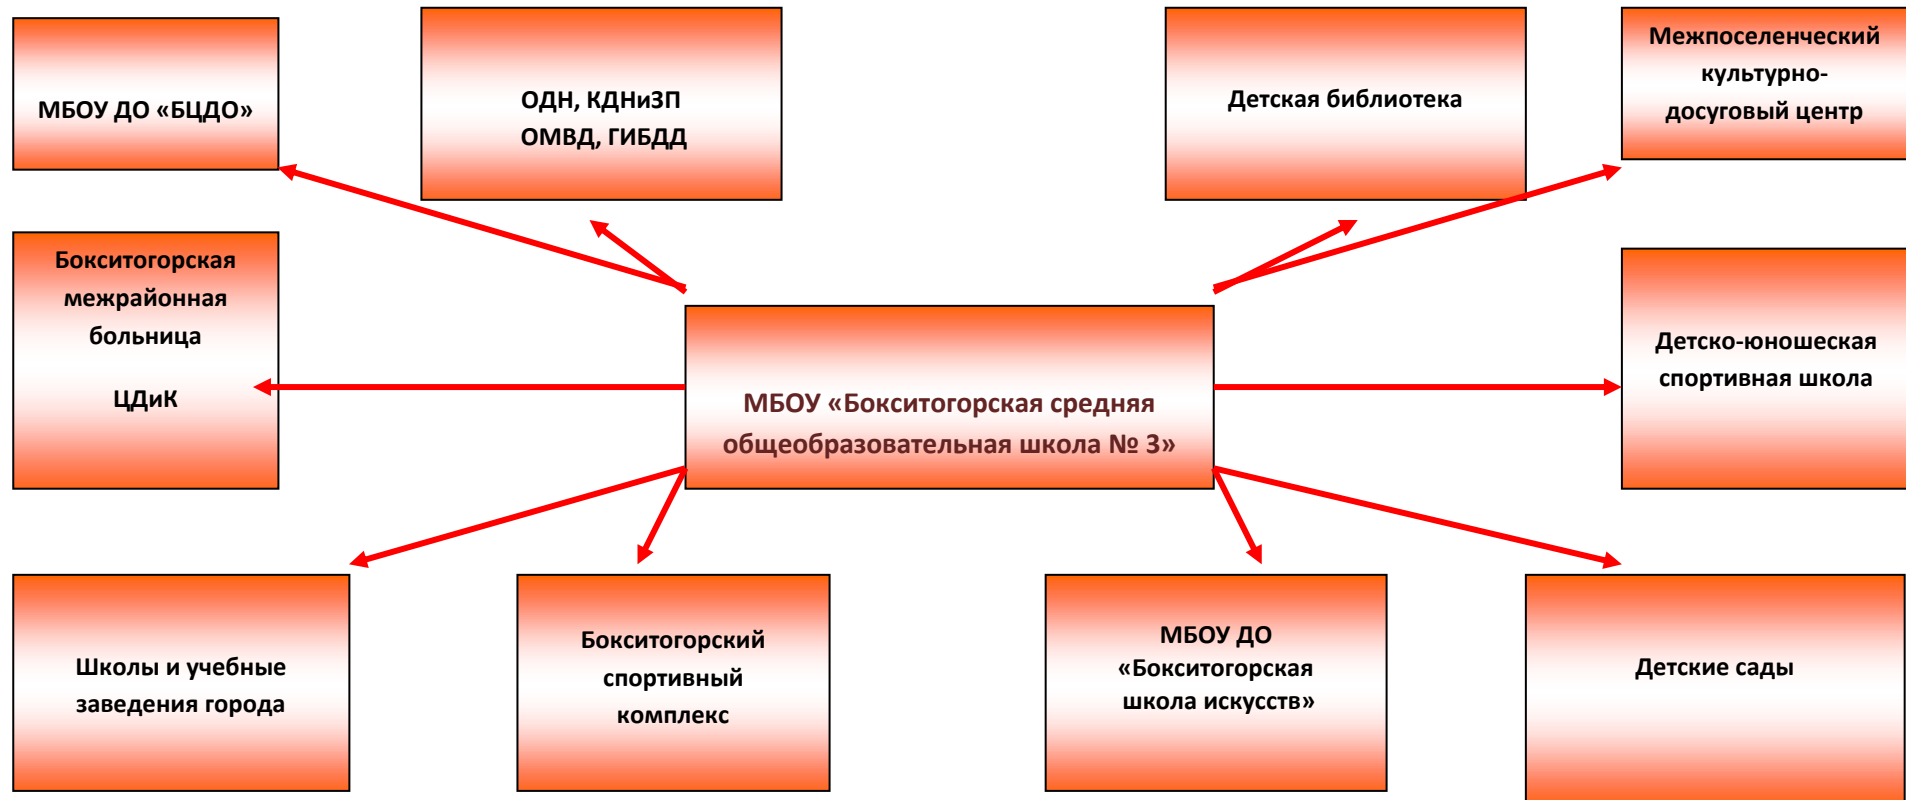 МБОУ ДО «БЦДО»
ОДН, КДНиЗП
ОМВД, ГИБДД
Детская библиотека
Межпоселенческий
культурно-
досуговый центр
Бокситогорская
межрайонная
больница
ЦДиК
МБОУ «Бокситогорская средняя
общеобразовательная школа № 3»
Детско-юношеская
спортивная школа
Школы и учебные
заведения города
Бокситогорский
спортивный
комплекс
МБОУ ДО
«Бокситогорская
школа искусств»
Детские сады